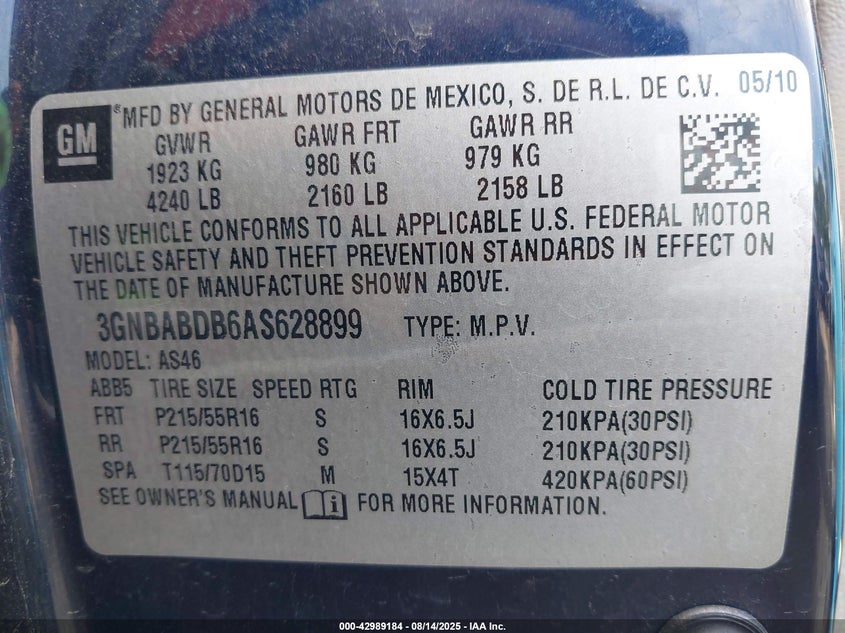 GM
® MFD BY GENERAL MOTORS DE MEXICO, S. DE R.L. DE C.V. 05/10
GVWR GAWR FRT GAWR RR
1923 KG 980 KG 979 KG
4240 LB 2160 LB 2158 LB
THIS VEHICLE CONFORMS TO ALL APPLICABLE U.S. FEDERAL MOTOR
VEHICLE SAFETY AND THEFT PREVENTION STANDARDS IN EFFECT ON
THE DATE OF MANUFACTURE SHOWN ABOVE.
3GNBABDB6AS628899 TYPE: M.P.V.
MODEL: AS46
ABB5 TIRE SIZE SPEED RTG RIM COLD TIRE PRESSURE
FRT P215/55R16 S 16X6.5J 210KPA(30PSI)
RR P215/55R16 S 16X6.5J 210KPA(30PSI)
SPA T115/70D15 M 15X4T 420KPA(60PSI)
SEE OWNER'S MANUAL i FOR MORE INFORMATION.
000-42989184 - 08/14/2025 - IAA Inc.